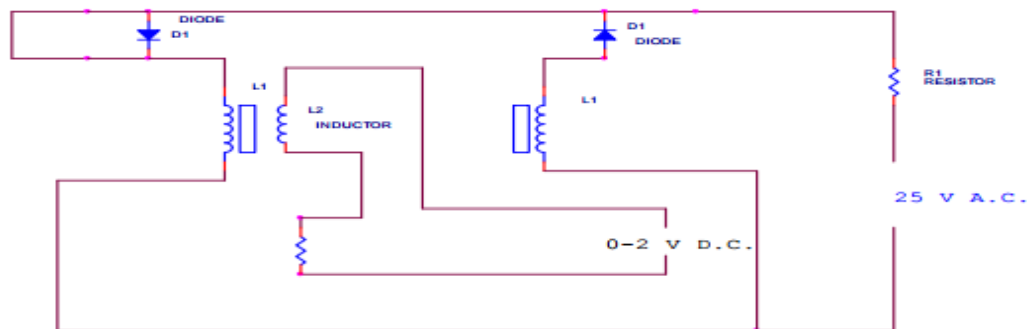 DIODE
D1
D1
DIODE
R1
RESISTOR
L1
L2
INDUCTOR
L1
25 V A.C.
0-2 V D.C.